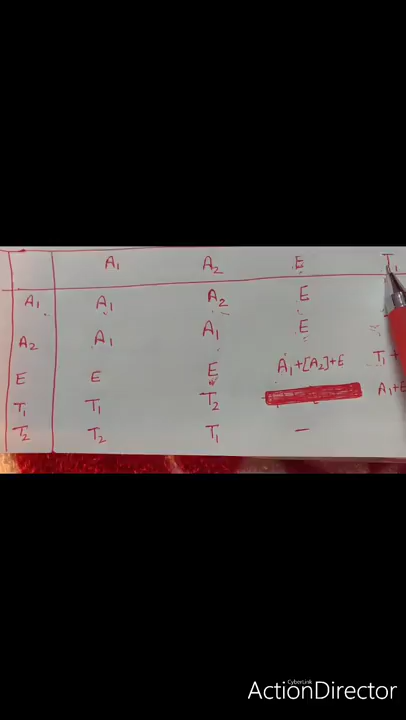 A1 A2 E T1
A1 A1 A2 E
A2 A1 A1 E
E E E A1+[A2]+E T1+
T1 T1 T2 A1+E
T2 T2 T1 –
CyberLink
ActionDirector